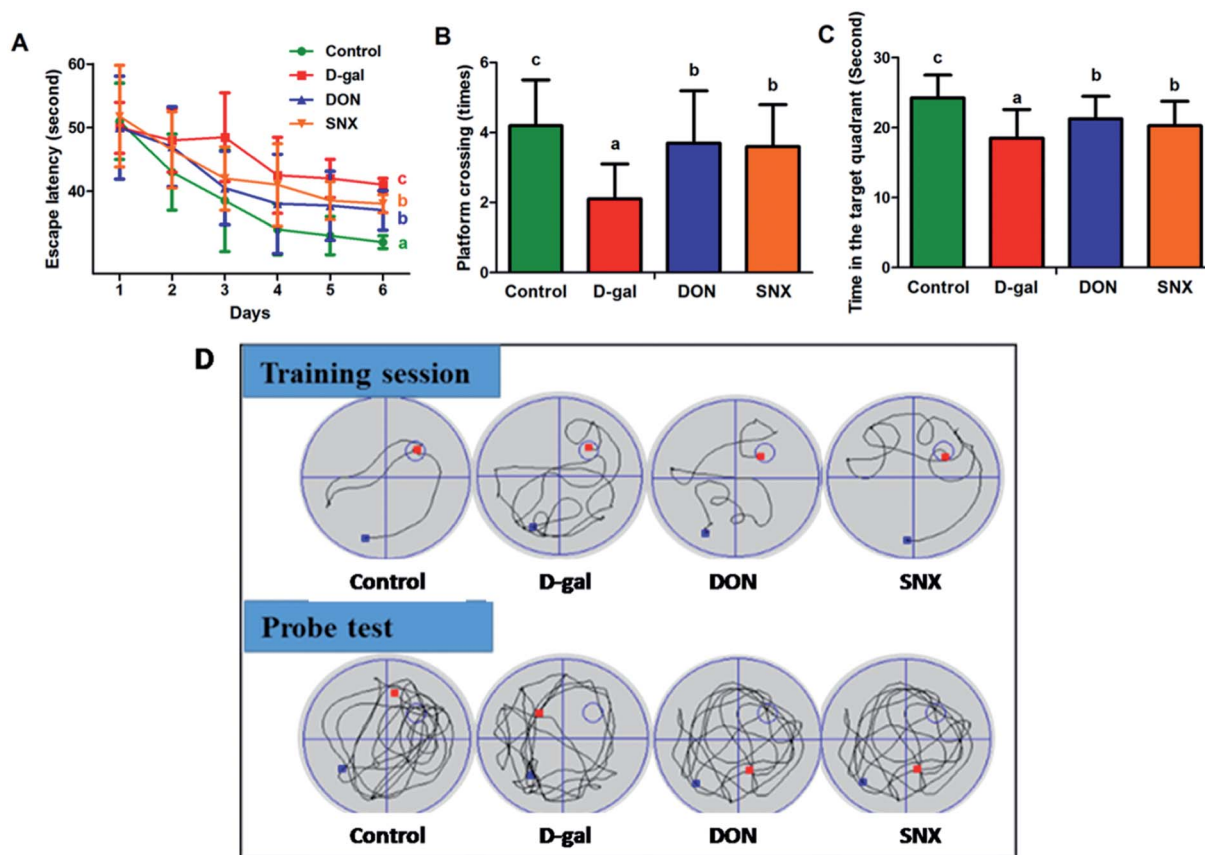 A
Escape latency (second)
60
50
40
1 2 3 4 5 6
Days
Control
D-gal
DON
SNX
c
b
b
a
B
Platform crossing (times)
6
4
2
0
c
a
b
b
Control D-gal DON SNX
C
Time in the target quadrant (Second)
30
20
10
0
c
a
b
b
Control D-gal DON SNX
D
Training session
Control D-gal DON SNX
Probe test
Control D-gal DON SNX